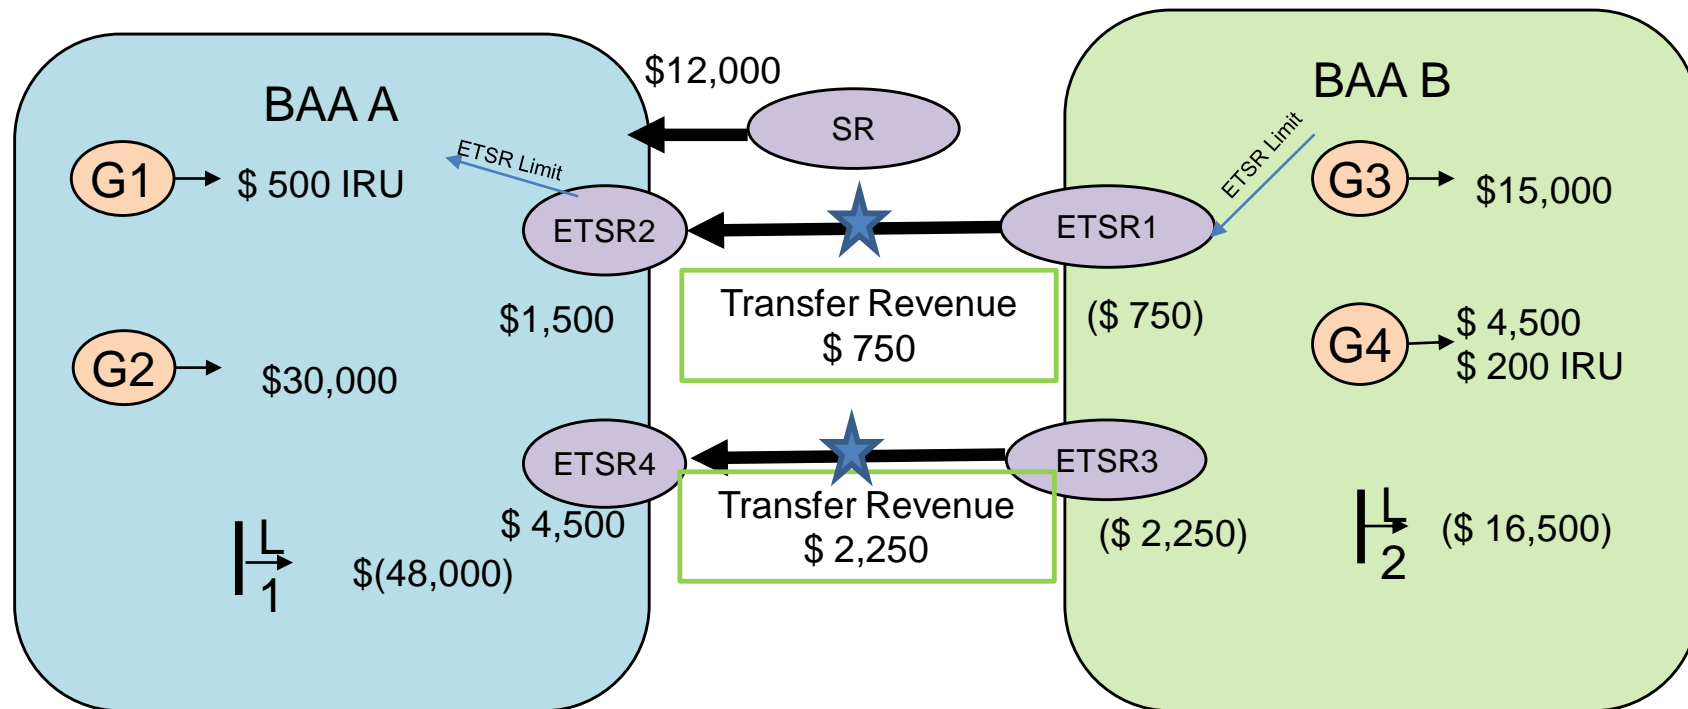 BAA A
G1
$ 500 IRU
G2
$30,000
L
1
$(48,000)
ETSR Limit
$12,000
SR
ETSR2
ETSR1
$1,500
Transfer Revenue
$ 750
($ 750)
ETSR4
ETSR3
$ 4,500
Transfer Revenue
$ 2,250
($ 2,250)
BAA B
ETSR Limit
G3
$15,000
G4
$ 4,500
$ 200 IRU
L
2
($ 16,500)